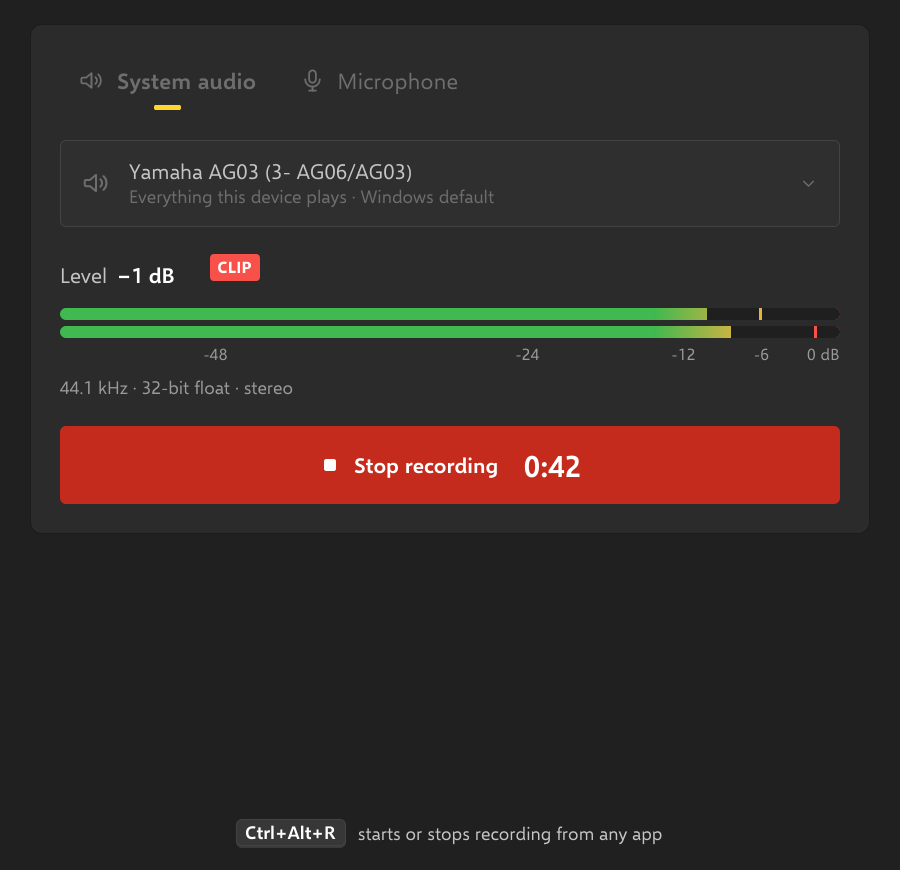 System audio
Microphone
Yamaha AG03 (3- AG06/AG03)
Everything this device plays · Windows default
Level −1 dB
CLIP
-48 -24 -12 -6 0 dB
44.1 kHz · 32-bit float · stereo
Stop recording 0:42
Ctrl+Alt+R starts or stops recording from any app